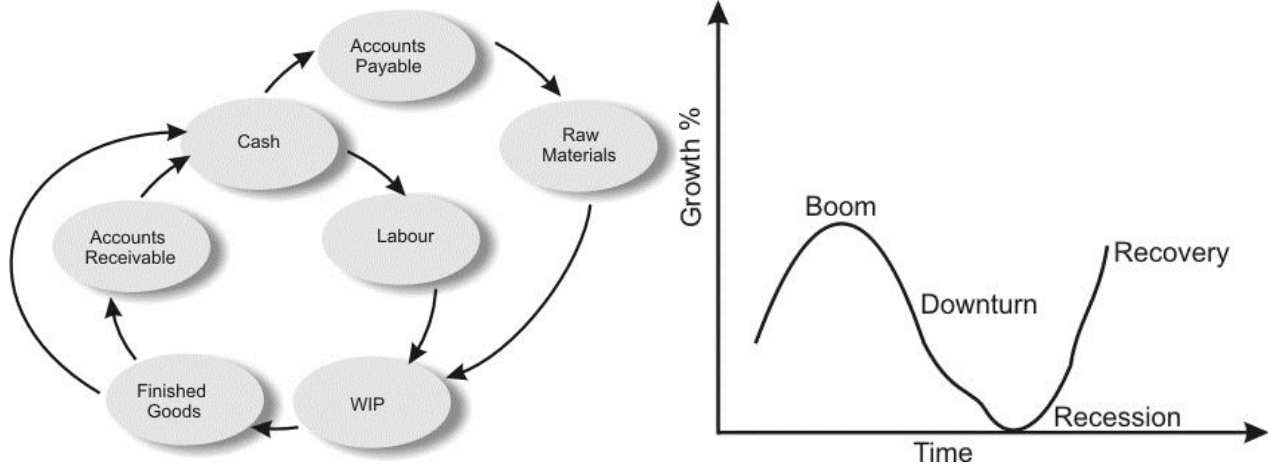 Accounts
Payable
Cash
Raw
Materials
Accounts
Receivable
Labour
Finished
Goods
WIP
Growth %
Boom
Recovery
Downturn
Recession
Time